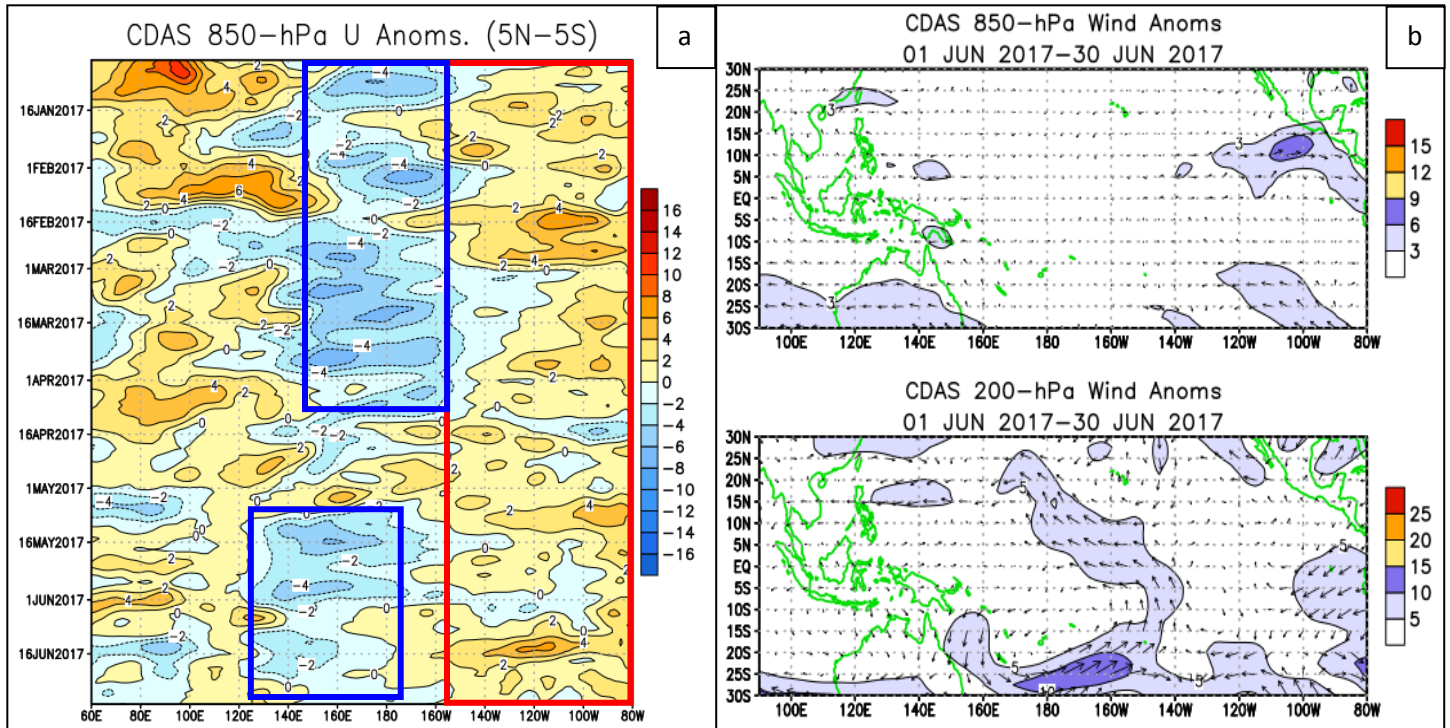 CDAS 850-hPa U Anoms. (5N-5S)
a
16JAN2017
1FEB2017
16FEB2017
1MAR2017
16MAR2017
1APR2017
16APR2017
1MAY2017
16MAY2017
1JUN2017
16JUN2017
60E 80E 100E 120E 140E 160E 180 160W 140W 120W 100W 80W
16
14
12
10
8
6
4
2
0
-2
-4
-6
-8
-10
-12
-14
-16
b
CDAS 850-hPa Wind Anoms
01 JUN 2017-30 JUN 2017
30N
25N
20N
15N
10N
5N
EQ
5S
10S
15S
20S
25S
30S
100E 120E 140E 160E 180 160W 140W 120W 100W 80W
15
12
9
6
3
CDAS 200-hPa Wind Anoms
01 JUN 2017-30 JUN 2017
30N
25N
20N
15N
10N
5N
EQ
5S
10S
15S
20S
25S
30S
100E 120E 140E 160E 180 160W 140W 120W 100W 80W
25
20
15
10
5